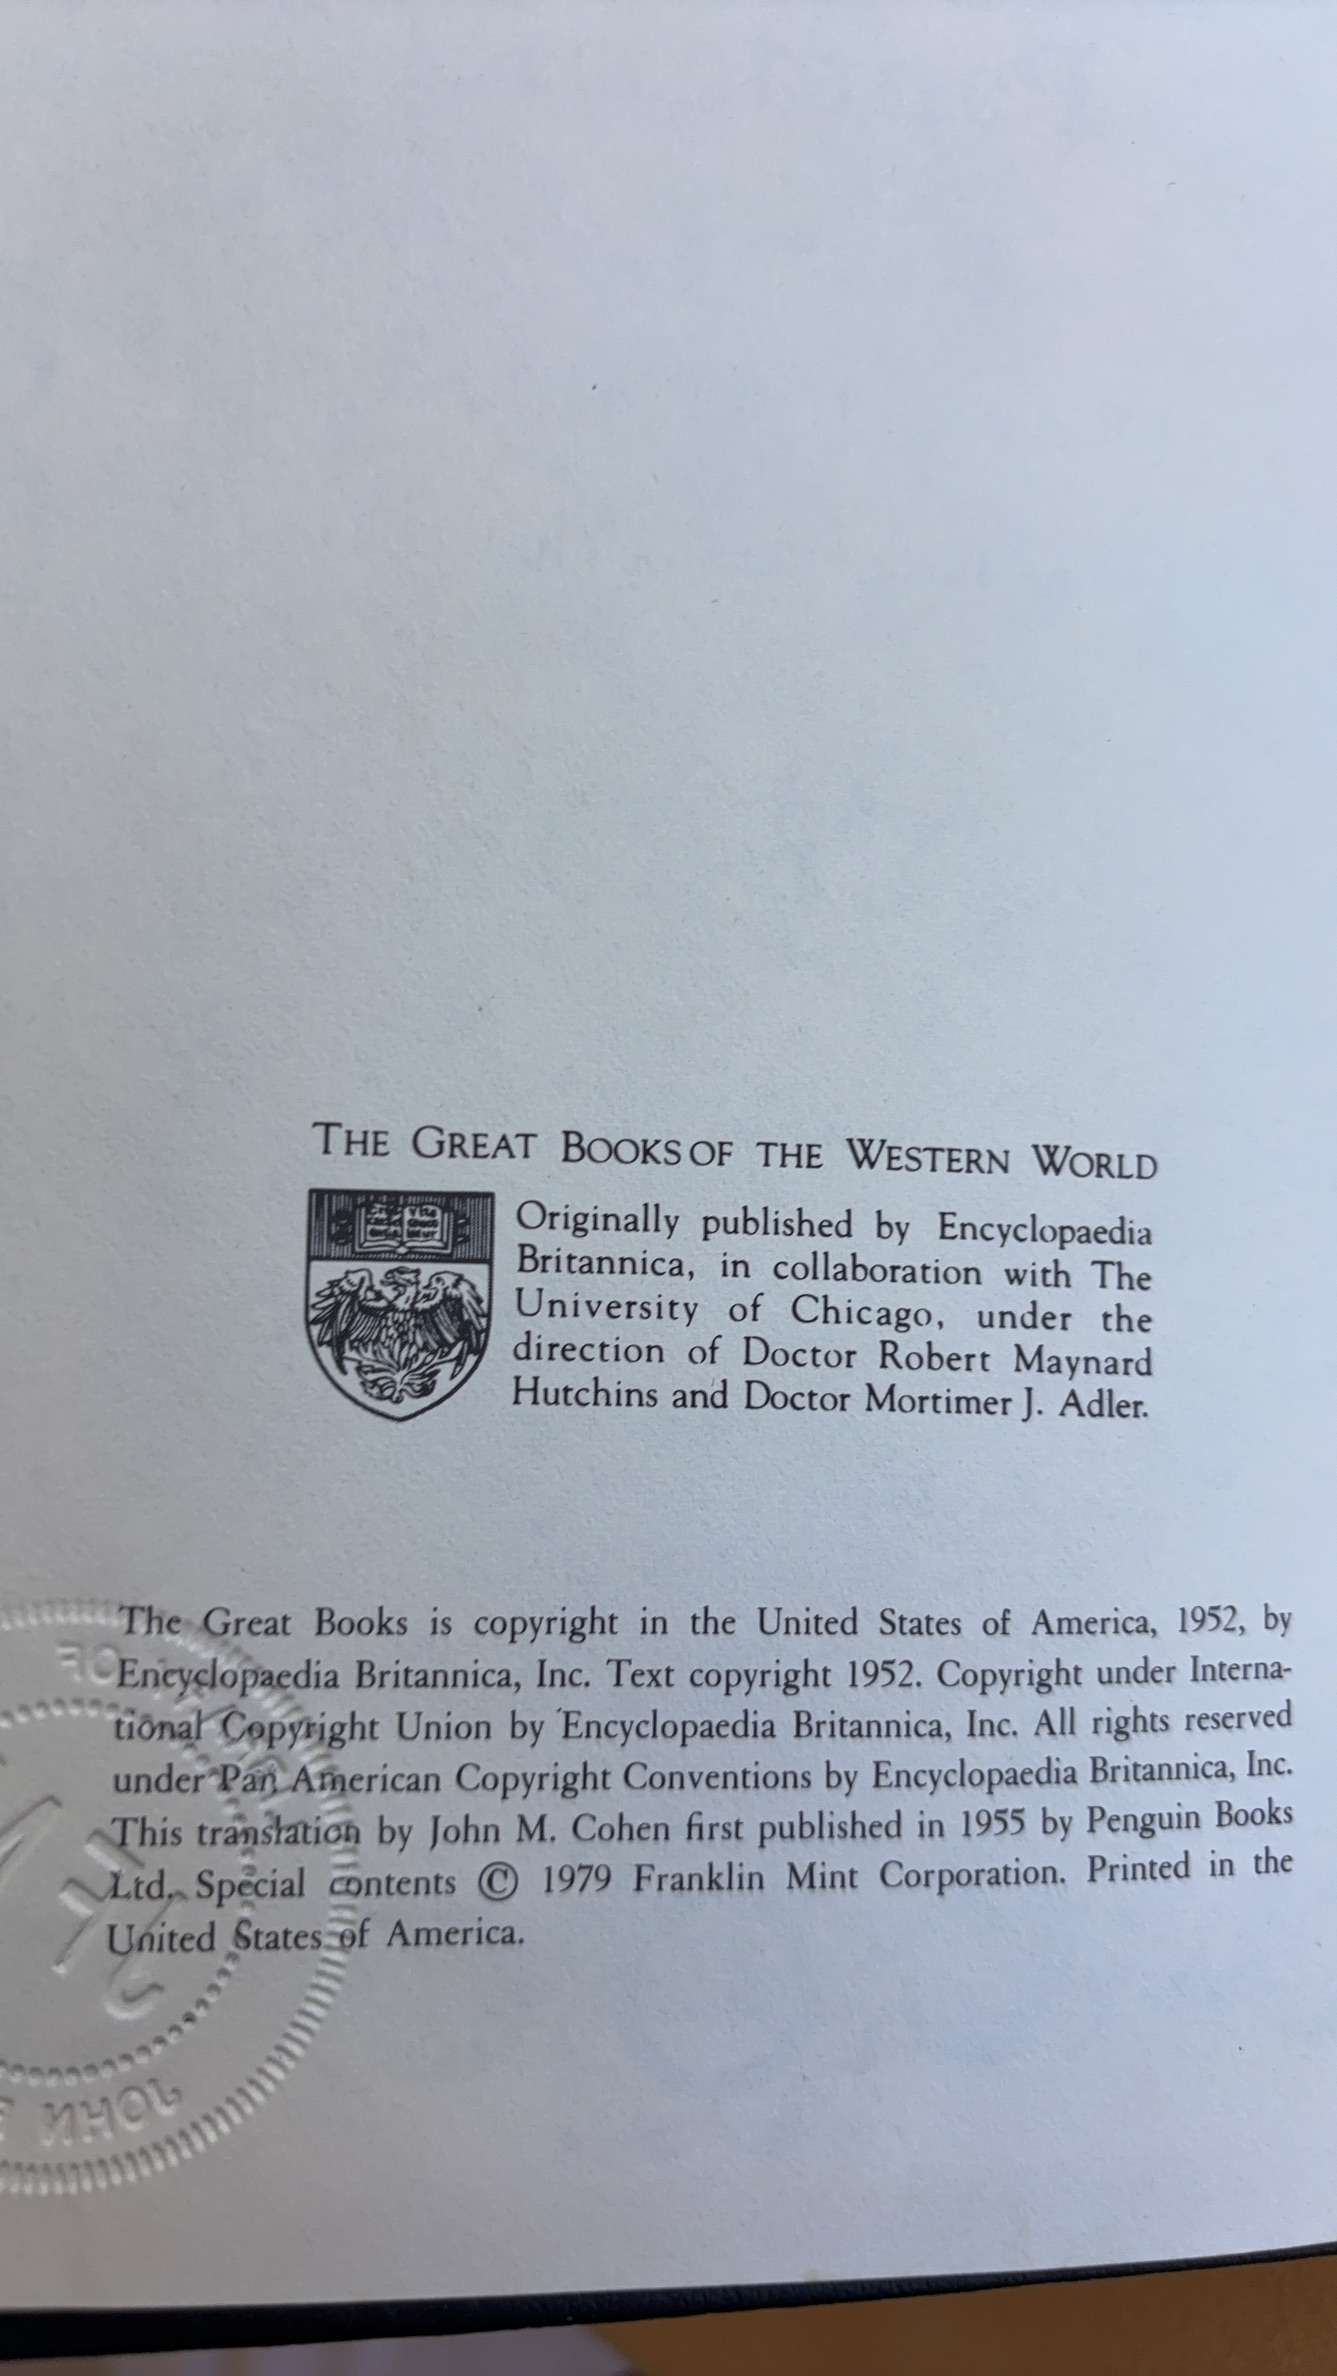 THE GREAT BOOKS OF THE WESTERN WORLD
Originally published by Encyclopaedia
Britannica, in collaboration with The
University of Chicago, under the
direction of Doctor Robert Maynard
Hutchins and Doctor Mortimer J. Adler.
The Great Books is copyright in the United States of America, 1952, by
Encyclopaedia Britannica, Inc. Text copyright 1952. Copyright under Interna-
tional Copyright Union by Encyclopaedia Britannica, Inc. All rights reserved
under Pan American Copyright Conventions by Encyclopaedia Britannica, Inc.
This translation by John M. Cohen first published in 1955 by Penguin Books
Ltd. Special contents © 1979 Franklin Mint Corporation. Printed in the
United States of America.
JOHN